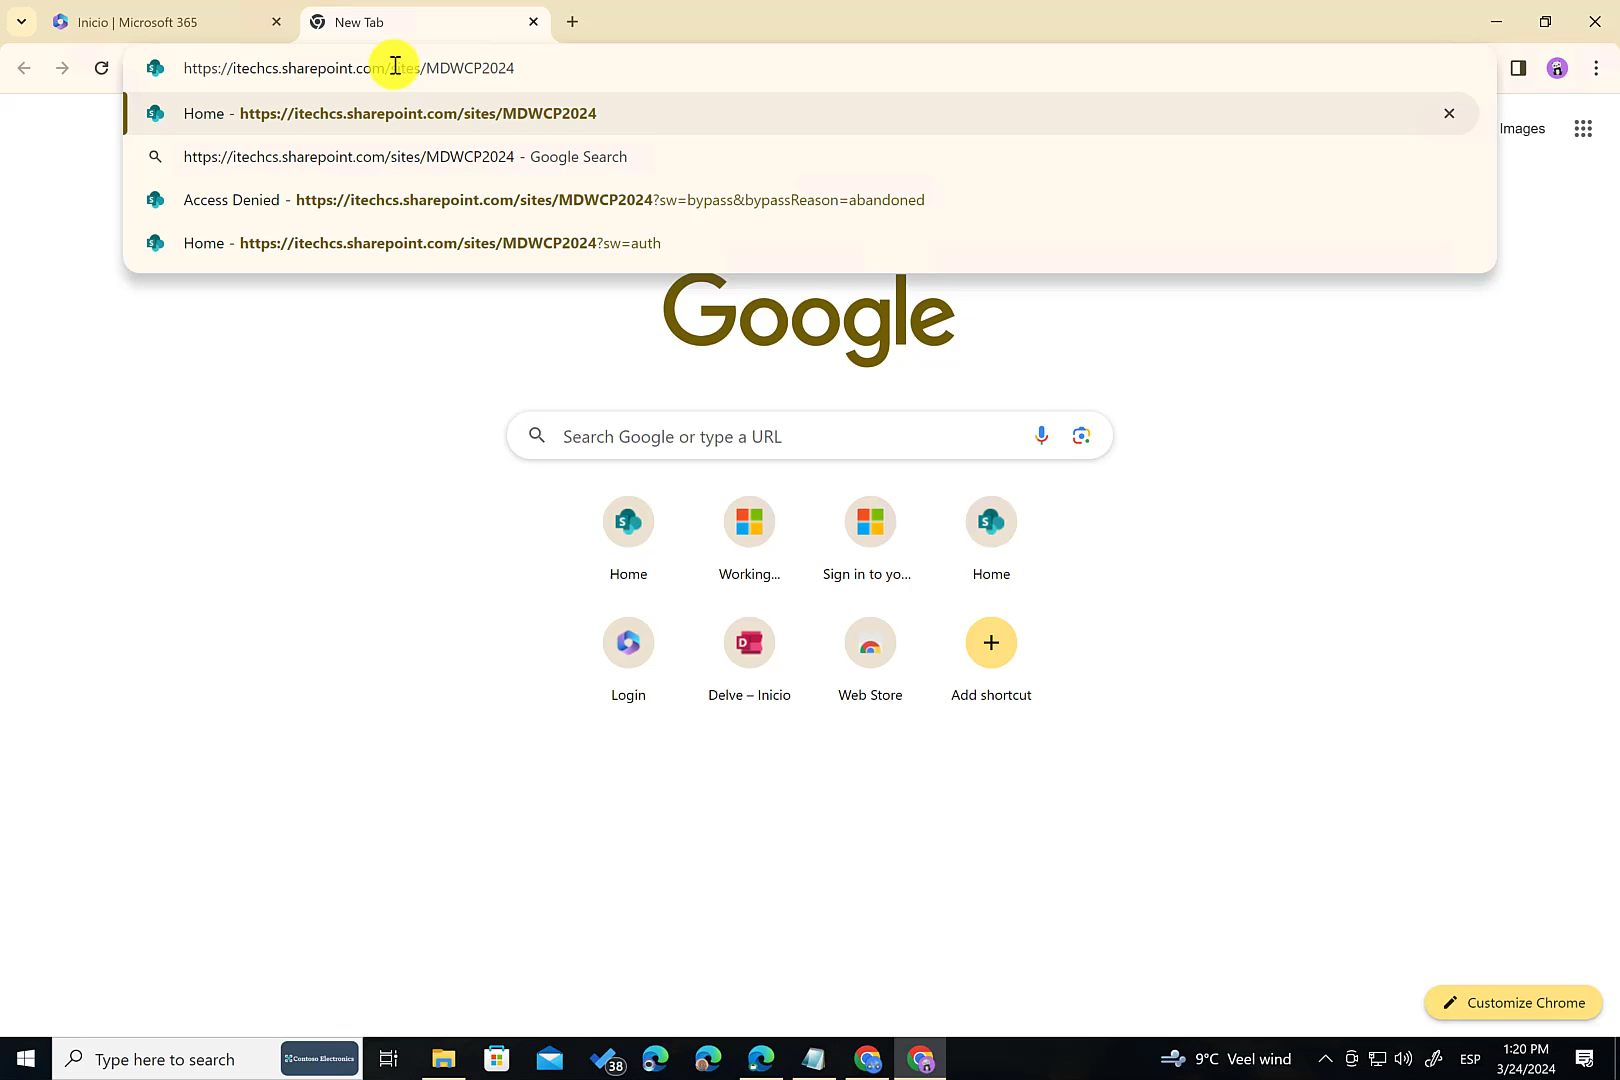 Inicio | Microsoft 365
New Tab
https://itechcs.sharepoint.com/sites/MDWCP2024
Home - https://itechcs.sharepoint.com/sites/MDWCP2024
https://itechcs.sharepoint.com/sites/MDWCP2024 - Google Search
Access Denied - https://itechcs.sharepoint.com/sites/MDWCP2024?sw=bypass&bypassReason=abandoned
Home - https://itechcs.sharepoint.com/sites/MDWCP2024?sw=auth
Images
Google
Search Google or type a URL
Home
Working...
Sign in to yo...
Home
Login
Delve – Inicio
Web Store
Add shortcut
Customize Chrome
Type here to search
Contoso Electronics
38
9°C Veel wind
ESP
1:20 PM
3/24/2024